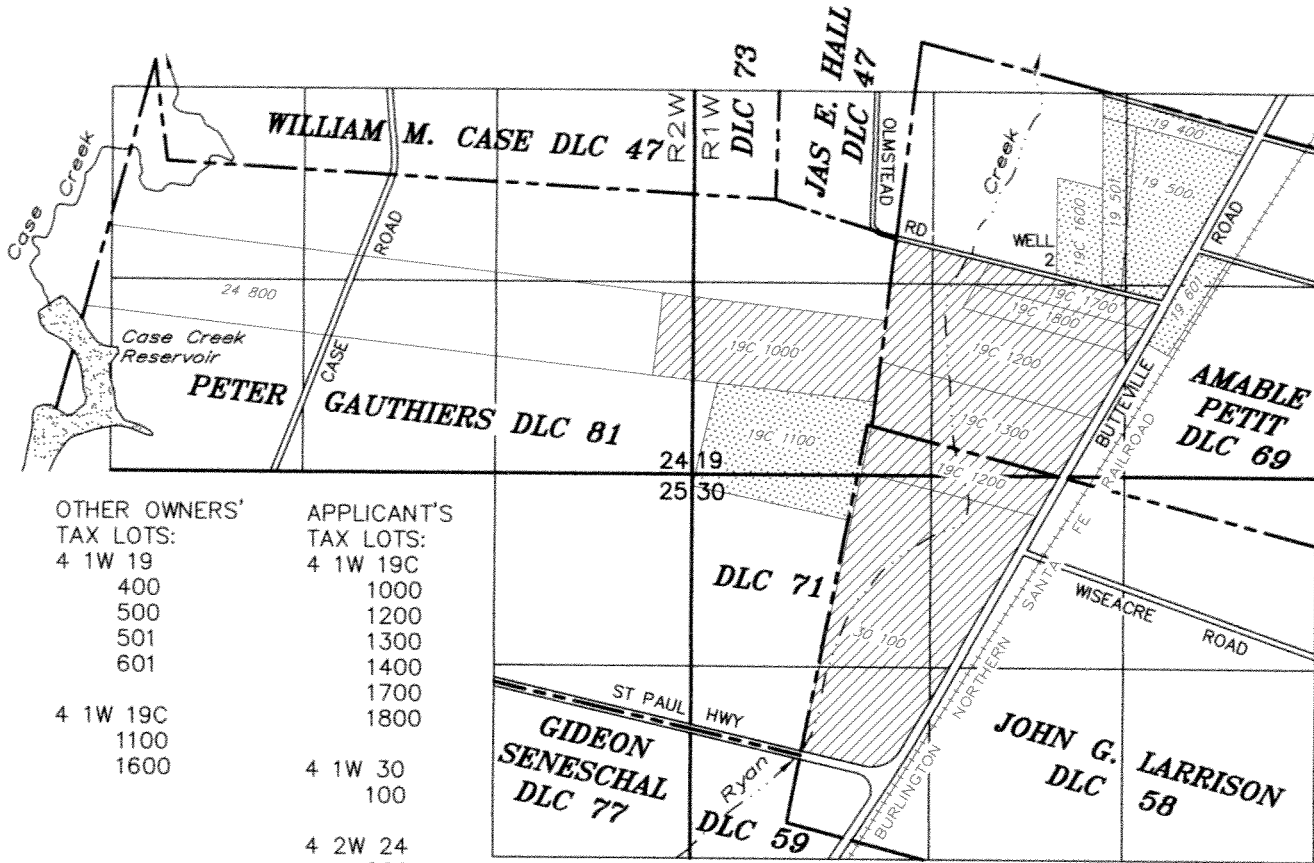 WILLIAM M. CASE DLC 47
R2W
R1W
DLC 73
JAS E. HALL
DLC 47
OLMSTEAD
RD
Creek
19 400
19 500
19 501
19C 1600
WELL
2
ROAD
19 601
Case Creek
CASE
ROAD
24 800
Case Creek
Reservoir
PETER GAUTHIERS DLC 81
19C 1000
19C 1100
19C 1700
19C 1800
19C 1200
19C 1300
19C 1200
BUTTEVILLE
AMABLE
PETIT
DLC 69
24 19
25 30
DLC 71
30 100
BURLINGTON NORTHERN SANTA FE RAILROAD
WISEACRE ROAD
ST PAUL HWY
GIDEON
SENESCHAL
DLC 77
Ryan
DLC 59
JOHN G. LARRISON
DLC 58
OTHER OWNERS'
TAX LOTS:
4 1W 19
400
500
501
601
4 1W 19C
1100
1600
APPLICANT'S
TAX LOTS:
4 1W 19C
1000
1200
1300
1400
1700
1800
4 1W 30
100
4 2W 24